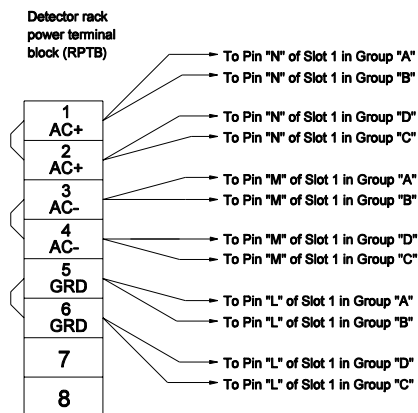 Detector rack
power terminal
block (RPTB)
1
AC+
2
AC+
3
AC-
4
AC-
5
GRD
6
GRD
7
8
To Pin "N" of Slot 1 in Group "A"
To Pin "N" of Slot 1 in Group "B"
To Pin "N" of Slot 1 in Group "D"
To Pin "N" of Slot 1 in Group "C"
To Pin "M" of Slot 1 in Group "A"
To Pin "M" of Slot 1 in Group "B"
To Pin "M" of Slot 1 in Group "D"
To Pin "M" of Slot 1 in Group "C"
To Pin "L" of Slot 1 in Group "A"
To Pin "L" of Slot 1 in Group "B"
To Pin "L" of Slot 1 in Group "D"
To Pin "L" of Slot 1 in Group "C"